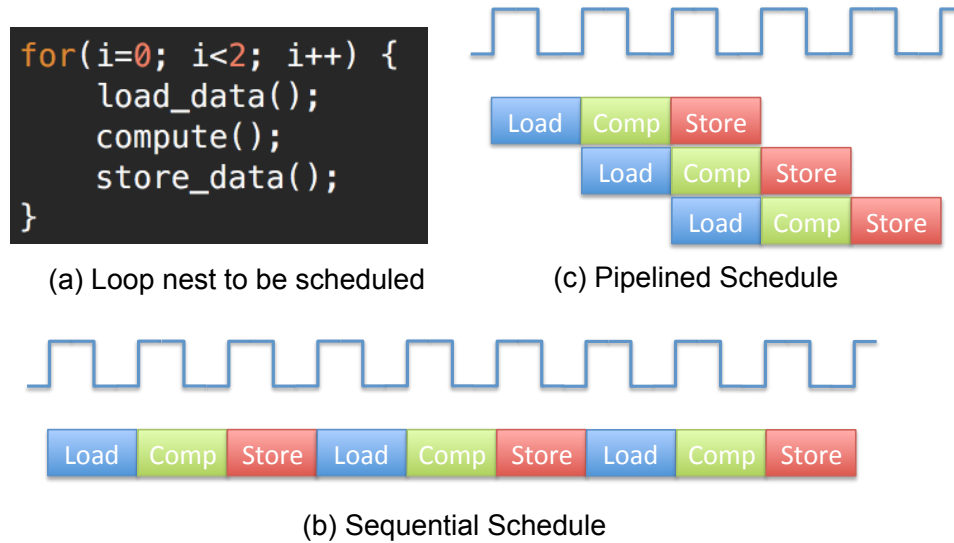 for(i=0; i<2; i++) {
load_data();
compute();
store_data();
}
(a) Loop nest to be scheduled
Load Comp Store
Load Comp Store
Load Comp Store
(c) Pipelined Schedule
Load Comp Store Load Comp Store Load Comp Store
(b) Sequential Schedule